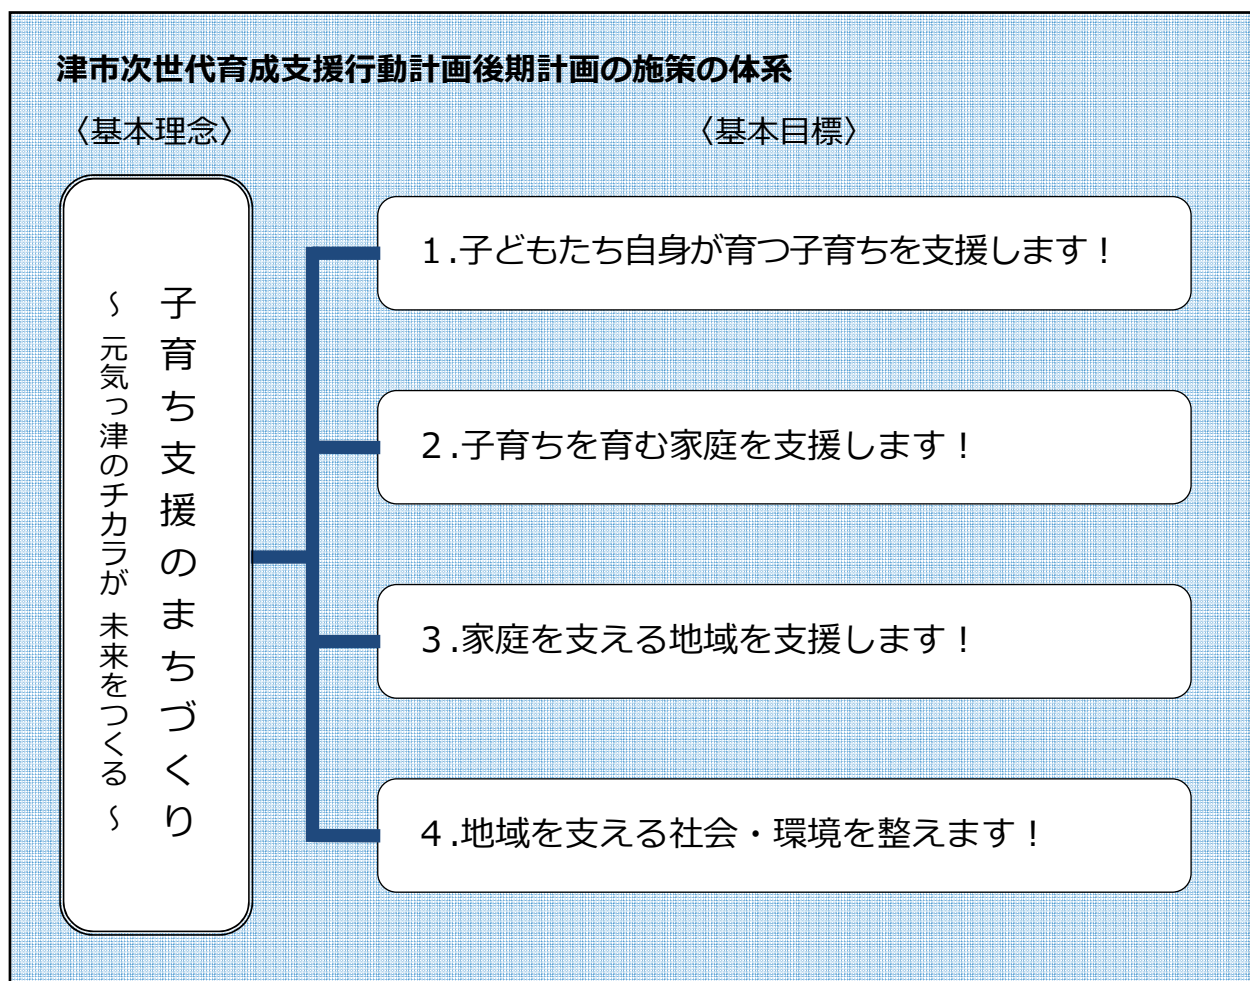 津市次世代育成支援行動計画後期計画の施策の体系
〈基本理念〉
〈基本目標〉
子育ち支援のまちづくり
～ 元気っ津のチカラが 未来をつくる ～
１.子どもたち自身が育つ子育ちを支援します！
２.子育ちを育む家庭を支援します！
３.家庭を支える地域を支援します！
４.地域を支える社会・環境を整えます！